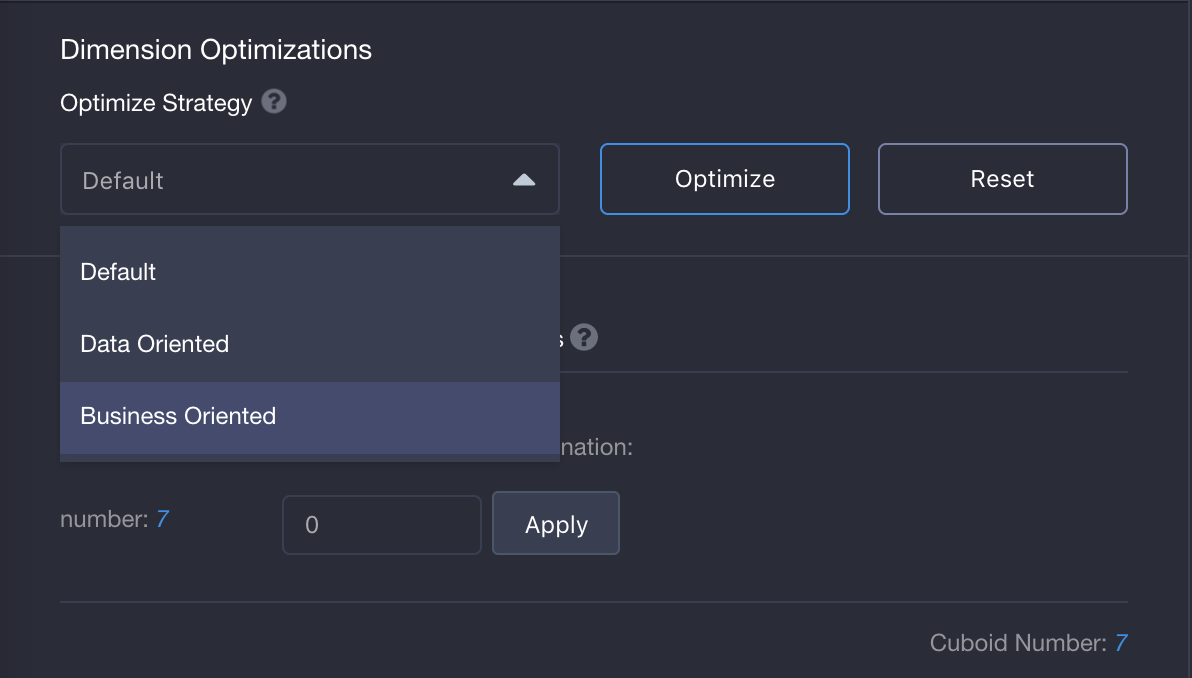 Dimension Optimizations
Optimize Strategy ?
Default
Optimize
Reset
Default
Data Oriented
?
Business Oriented
number: 7
0
Apply
Cuboid Number: 7